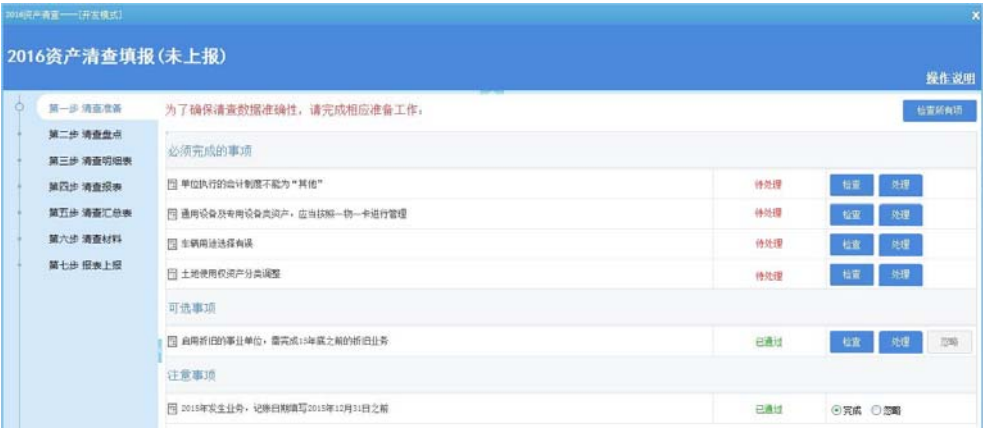 2016资产清查——[开发模式]
x
2016资产清查填报(未上报)
操作说明
第一步 清查准备
为了确保清查数据准确性，请完成相应准备工作：
检查所有项
第二步 清查盘点
第三步 清查明细表
第四步 清查报表
第五步 清查汇总表
第六步 清查材料
第七步 报表上报
必须完成的事项
单位执行的会计制度不能为“其他” 待处理 检查 处理
通用设备及专用设备类资产，应当按照一物一卡进行管理 待处理 检查 处理
车辆用途选择有误 待处理 检查 处理
土地使用权资产分类调整 待处理 检查 处理
可选事项
启用折旧的事业单位，需完成15年底之前的折旧业务 已通过 检查 处理 忽略
注意事项
2015年发生业务，记账日期填写2015年12月31日之前 已通过 完成 忽略